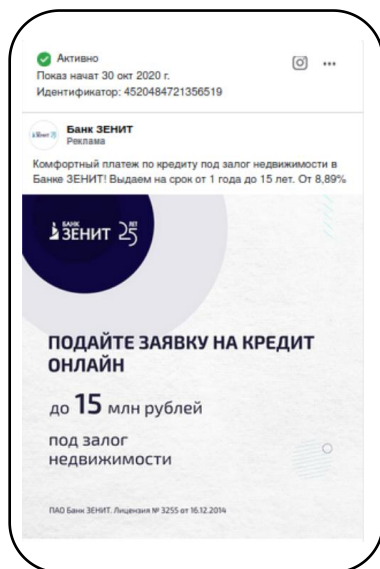 Активно
Показ начат 30 окт 2020 г.
Идентификатор: 4520484721356519
Банк ЗЕНИТ
Реклама
Комфортный платеж по кредиту под залог недвижимости в
Банке ЗЕНИТ! Выдаем на срок от 1 года до 15 лет. От 8,89%
БАНК
ЗЕНИТ 25 ЛЕТ
ПОДАЙТЕ ЗАЯВКУ НА КРЕДИТ
ОНЛАЙН
до 15 млн рублей
под залог
недвижимости
ПАО Банк ЗЕНИТ. Лицензия № 3255 от 16.12.2014